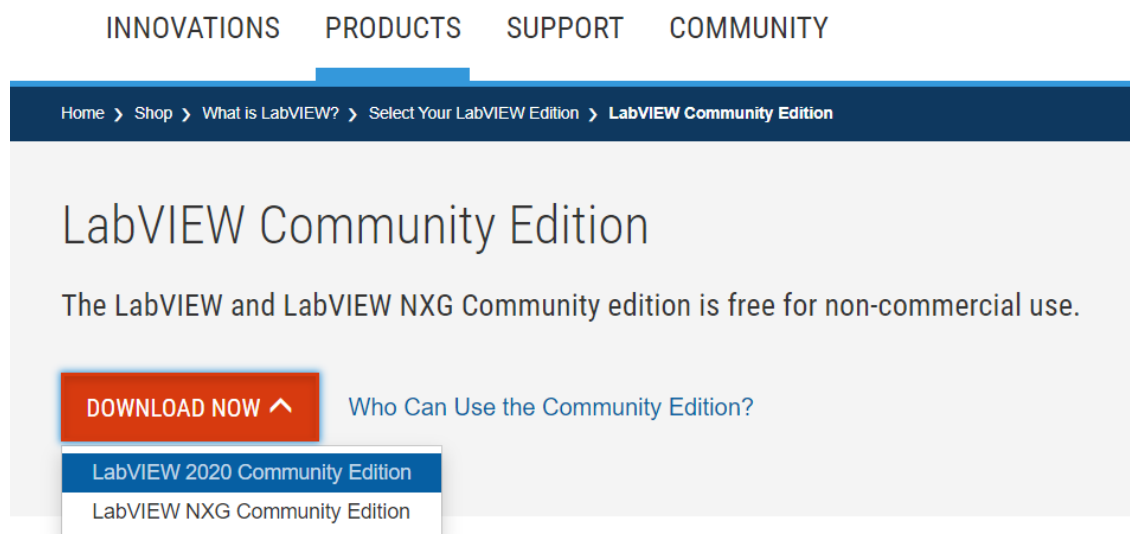 INNOVATIONS PRODUCTS SUPPORT COMMUNITY
Home ❯ Shop ❯ What is LabVIEW? ❯ Select Your LabVIEW Edition ❯ LabVIEW Community Edition
LabVIEW Community Edition
The LabVIEW and LabVIEW NXG Community edition is free for non-commercial use.
DOWNLOAD NOW Who Can Use the Community Edition?
LabVIEW 2020 Community Edition
LabVIEW NXG Community Edition